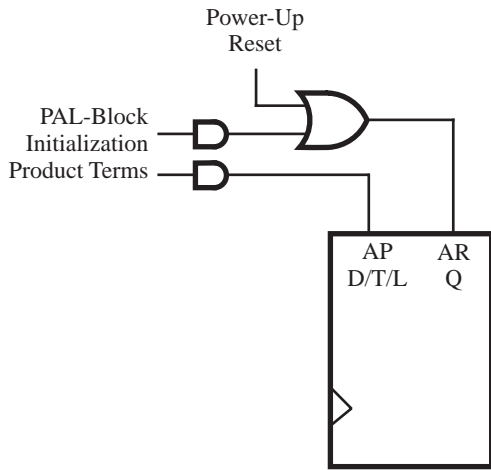 Power-Up
Reset
PAL-Block
Initialization
Product Terms
AP AR
D/T/L Q